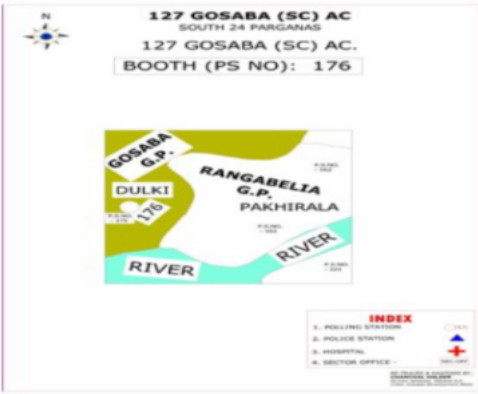 N
127 GOSABA (SC) AC
SOUTH 24 PARGANAS
127 GOSABA (SC) AC.
BOOTH (PS NO): 176
GOSABA
G.P.
RANGABELIA
G.P.
DULKI
PAKHIRALA
176
RIVER
RIVER
INDEX
1. POLLING STATION
2. POLICE STATION
3. HOSPITAL
4. SECTOR OFFICE -